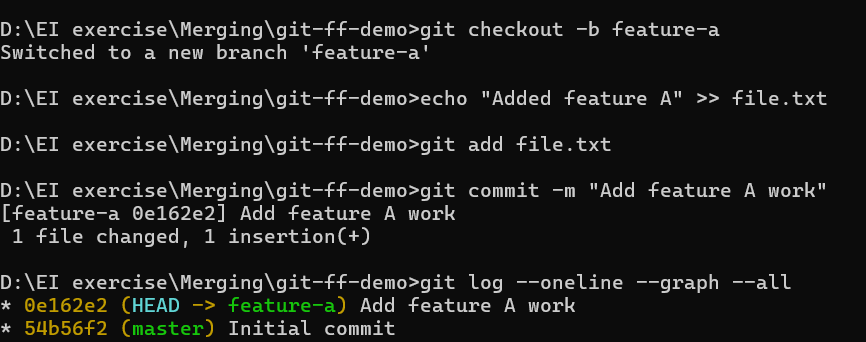 D:\EI exercise\Merging\git-ff-demo>git checkout -b feature-a
Switched to a new branch 'feature-a'
D:\EI exercise\Merging\git-ff-demo>echo "Added feature A" >> file.txt
D:\EI exercise\Merging\git-ff-demo>git add file.txt
D:\EI exercise\Merging\git-ff-demo>git commit -m "Add feature A work"
[feature-a 0e162e2] Add feature A work
 1 file changed, 1 insertion(+)
D:\EI exercise\Merging\git-ff-demo>git log --oneline --graph --all
* 0e162e2 (HEAD -> feature-a) Add feature A work
* 54b56f2 (master) Initial commit